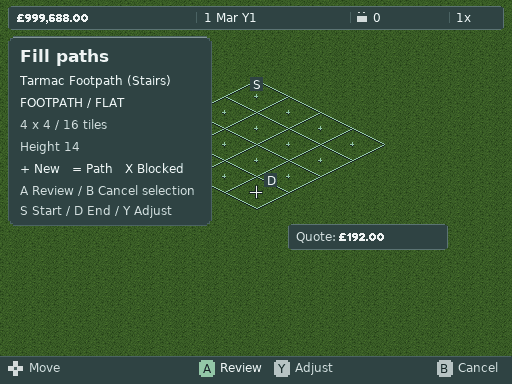 £999,688.00 1 Mar Y1 0 1x
Fill paths
Tarmac Footpath (Stairs)
FOOTPATH / FLAT
4 x 4 / 16 tiles
Height 14
+ New = Path X Blocked
A Review / B Cancel selection
S Start / D End / Y Adjust
S
D
Quote: £192.00
Move A Review Y Adjust B Cancel